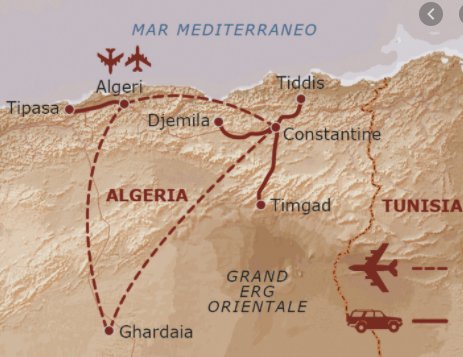 MAR MEDITERRANEO
Algeri
Tiddis
Tipasa
Djemila
Constantine
ALGERIA
Timgad
TUNISIA
GRAND
ERG
ORIENTALE
Ghardaia